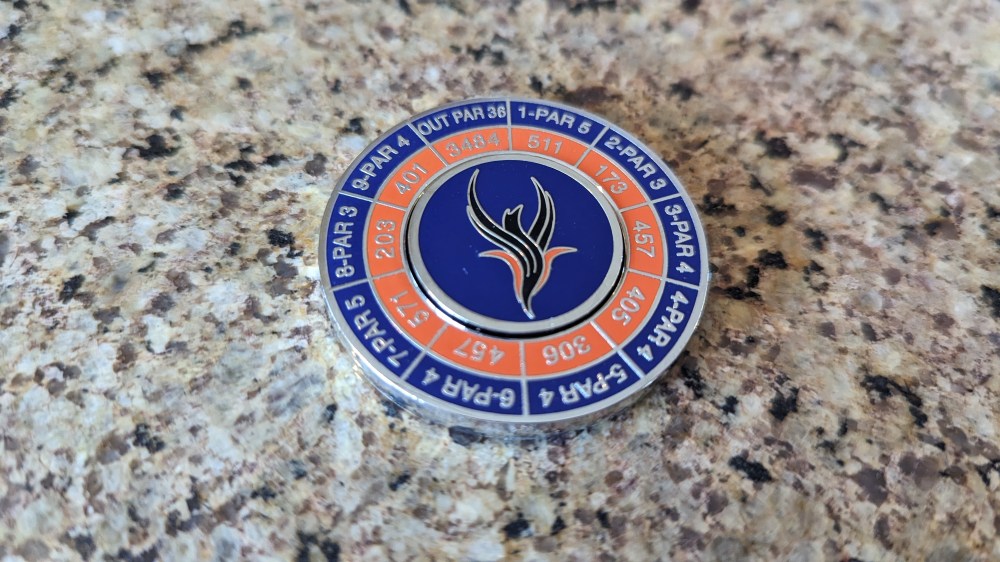 OUT PAR 36
3484
1-PAR 5
511
2-PAR 3
173
3-PAR 4
457
4-PAR 4
405
5-PAR 4
306
6-PAR 4
457
7-PAR 5
571
8-PAR 3
203
9-PAR 4
401